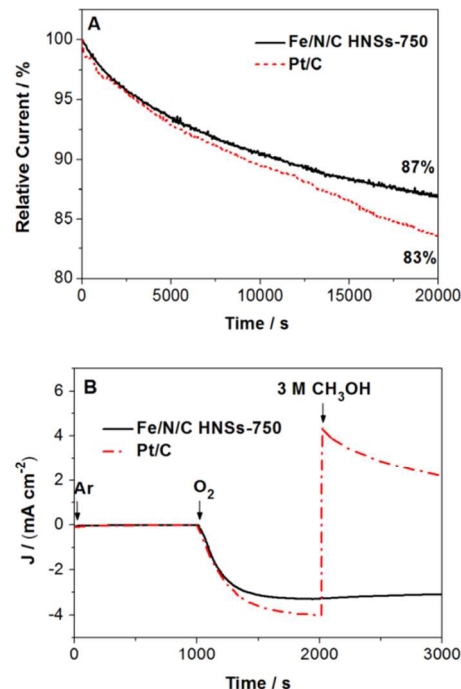 A
Fe/N/C HNSs-750
Pt/C
Relative Current / %
100
95
90
85
80
87%
83%
0 5000 10000 15000 20000
Time / s
B
3 M CH₃OH
Fe/N/C HNSs-750
Pt/C
Ar
O₂
J / (mA cm⁻²)
6
4
2
0
-2
-4
0 1000 2000 3000
Time / s